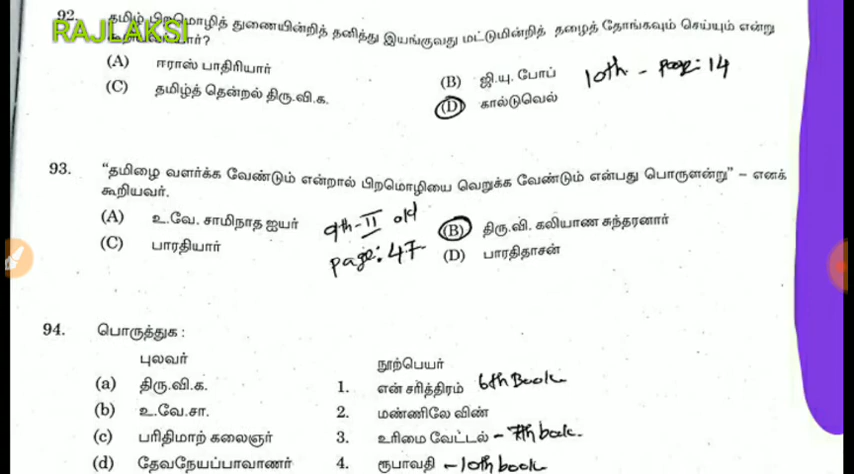 92. தமிழ் பிறமொழித் துணையின்றித் தனித்து இயங்குவது மட்டுமின்றித் தழைத் தோங்கவும் செய்யும் என்று
RAJLAKSI
(A) ஈராஸ் பாதிரியார்
(B) ஜி.யு. போப்
10th - page: 14
(C) தமிழ்த் தென்றல் திரு.வி.க.
(D) கால்டுவெல்
93. "தமிழை வளர்க்க வேண்டும் என்றால் பிறமொழியை வெறுக்க வேண்டும் என்பது பொருளன்று" – எனக்
கூறியவர்.
(A) உ.வே. சாமிநாத ஐயர்
9th-II old
(B) திரு.வி. கலியாண சுந்தரனார்
(C) பாரதியார்
page: 47
(D) பாரதிதாசன்
94. பொருத்துக :
புலவர் நூற்பெயர்
(a) திரு.வி.க. 1. என் சரித்திரம் 6th Book
(b) உ.வே.சா. 2. மண்ணிலே விண்
(c) பரிதிமாற் கலைஞர் 3. உரிமை வேட்டல் - 7th book.
(d) தேவநேயப்பாவாணர் 4. ரூபாவதி - 10th book